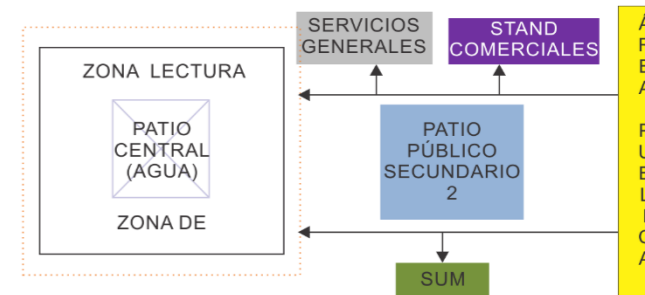 SERVICIOS
GENERALES
STAND
COMERCIALES
ZONA LECTURA
PATIO
CENTRAL
(AGUA)
ZONA DE
PATIO
PÚBLICO
SECUNDARIO
2
SUM